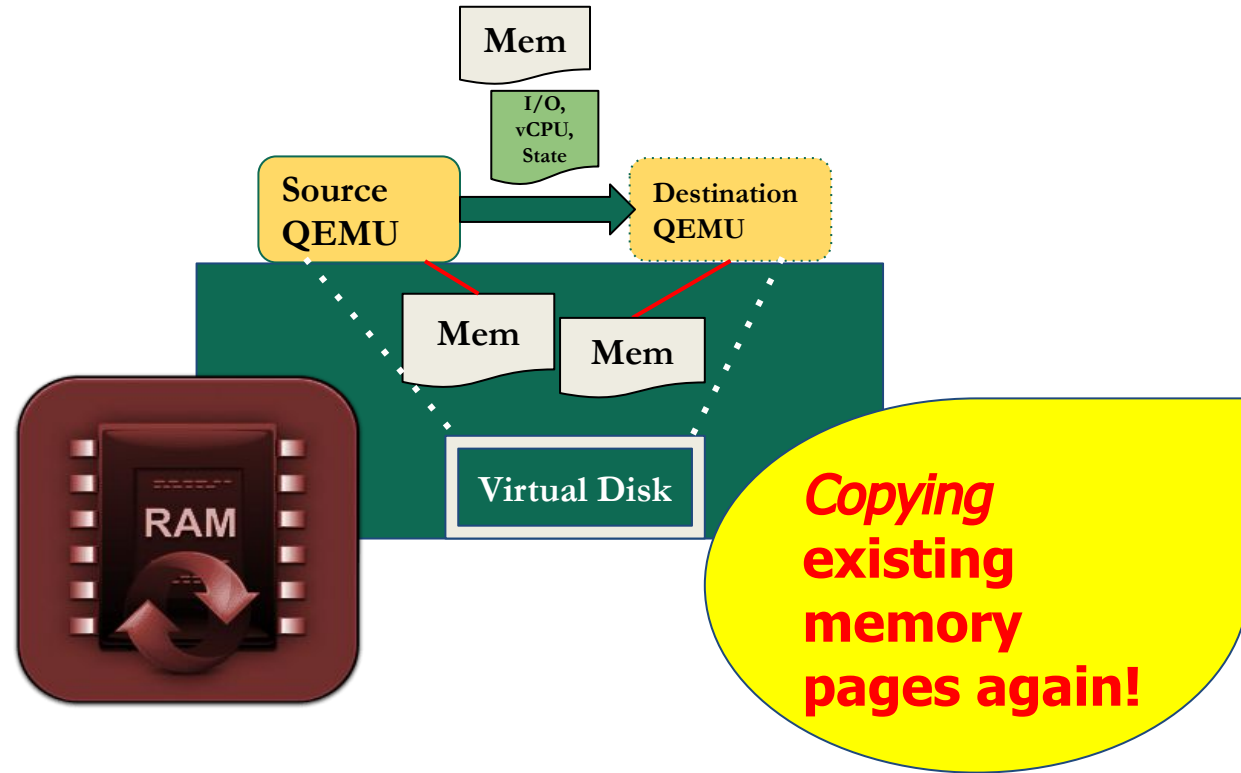 Mem
I/O,
vCPU,
State
Source
QEMU
Destination
QEMU
Mem
Mem
Virtual Disk
RAM
Copying
existing
memory
pages again!